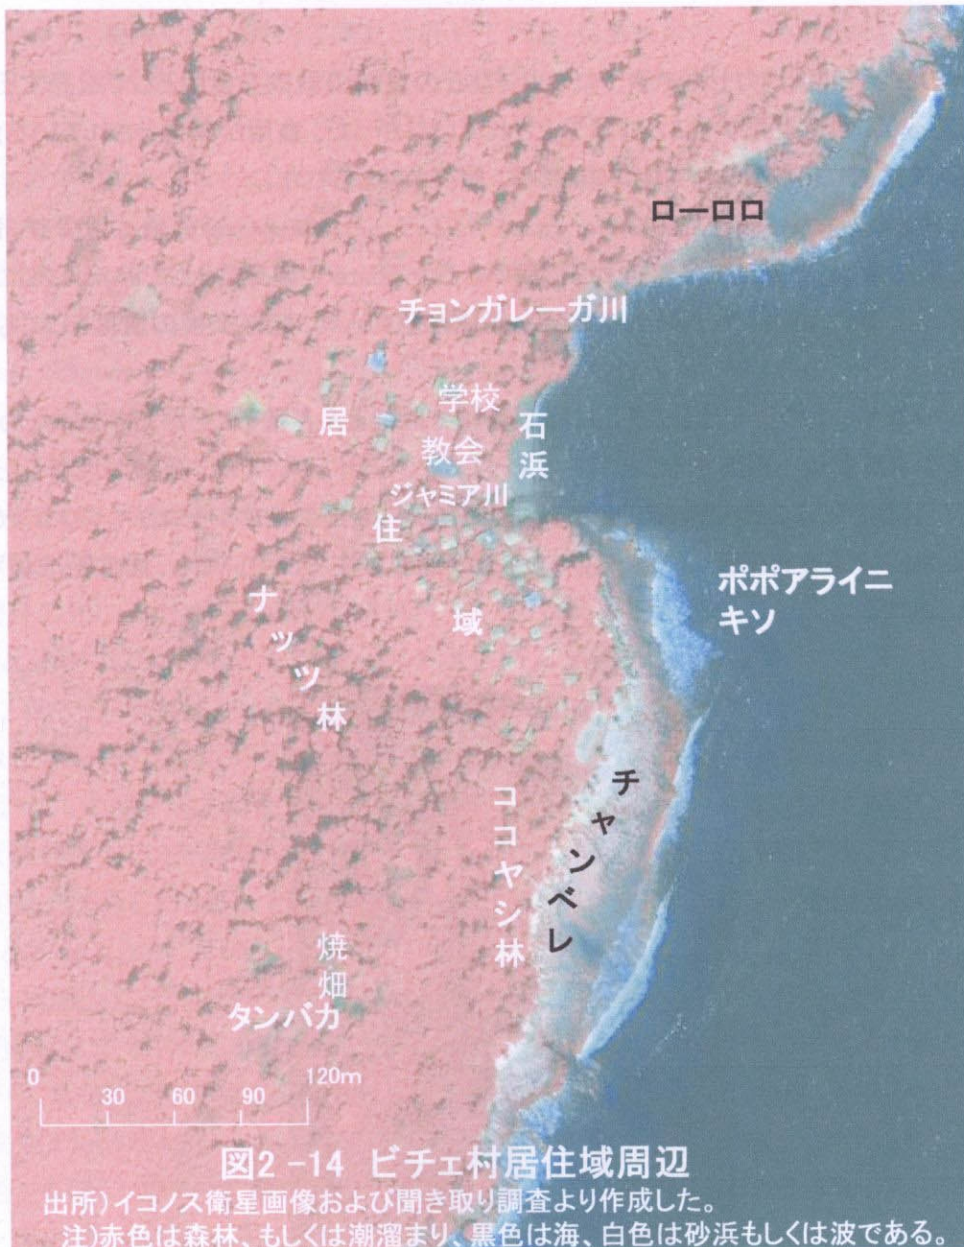 ローロロ
チョンガレーガ川
学校
居
石浜
教会
ジャミア川
住
ポポアライニ
キソ
ナッツ林
域
チャンベレ
ココヤシ林
焼畑
タンバカ
0 30 60 90 120m
図2-14 ビチェ村居住域周辺
出所)イコノス衛星画像および聞き取り調査より作成した。
注)赤色は森林、もしくは潮溜まり、黒色は海、白色は砂浜もしくは波である。